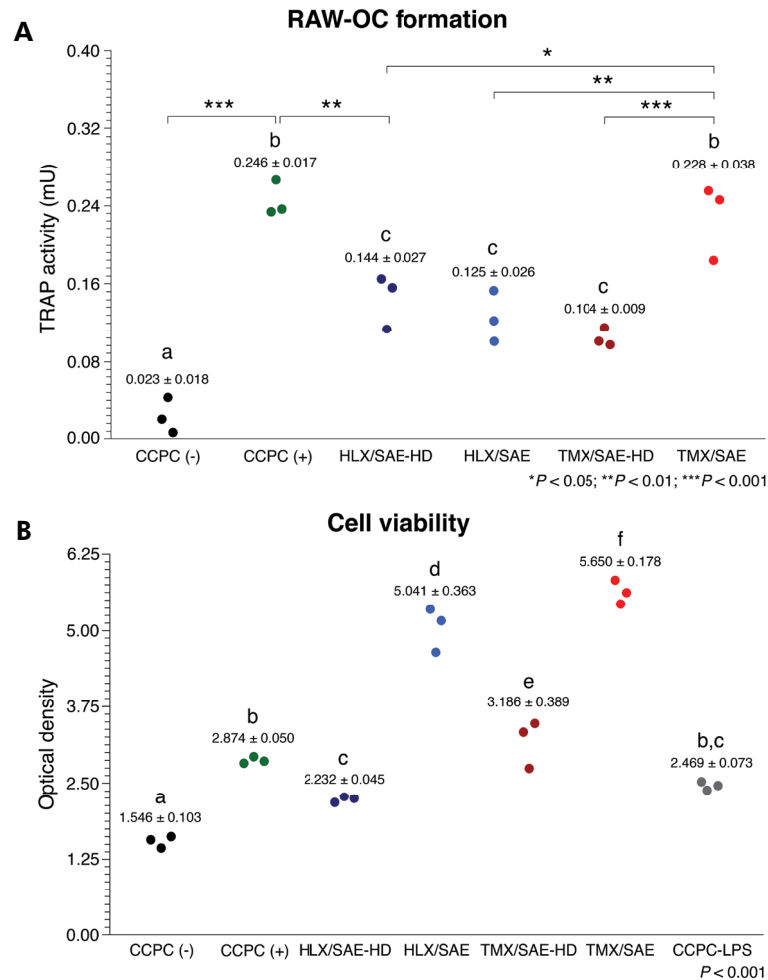 A
RAW-OC formation
TRAP activity (mU)
0.40
0.32
0.24
0.16
0.08
0.00
*
**
***
***
**
b
0.246 ± 0.017
b
0.228 ± 0.038
c
0.144 ± 0.027
c
0.125 ± 0.026
c
0.104 ± 0.009
a
0.023 ± 0.018
CCPC (-) CCPC (+) HLX/SAE-HD HLX/SAE TMX/SAE-HD TMX/SAE
*P < 0.05; **P < 0.01; ***P < 0.001
B
Cell viability
Optical density
6.25
5.00
3.75
2.50
1.25
0.00
f
5.650 ± 0.178
d
5.041 ± 0.363
e
3.186 ± 0.389
b
2.874 ± 0.050
b,c
2.469 ± 0.073
c
2.232 ± 0.045
a
1.546 ± 0.103
CCPC (-) CCPC (+) HLX/SAE-HD HLX/SAE TMX/SAE-HD TMX/SAE CCPC-LPS
P < 0.001